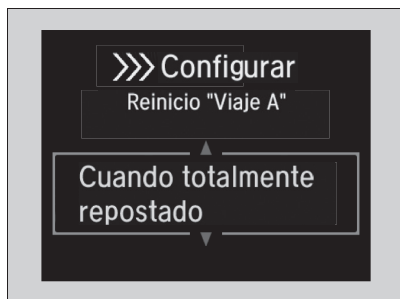 >>> Configurar
Reinicio "Viaje A"
Cuando totalmente
repostado